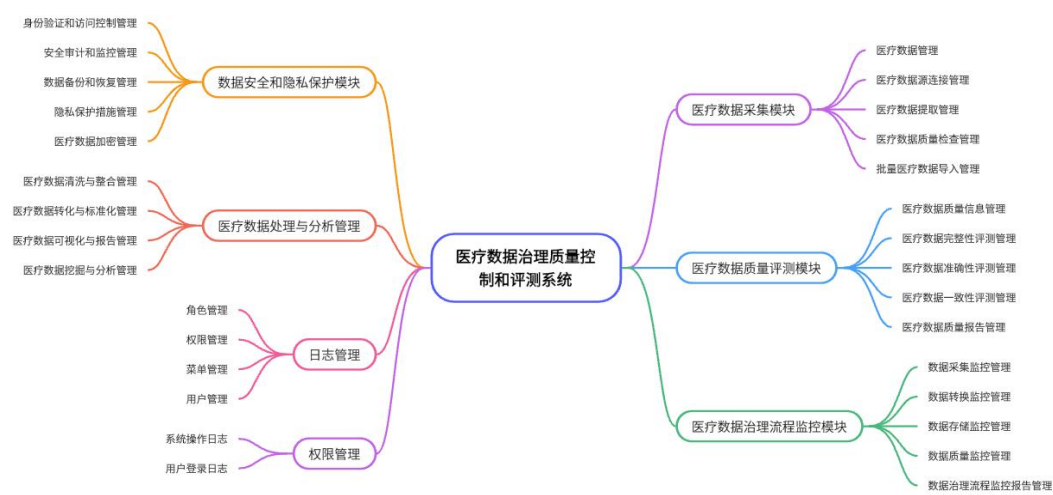 医疗数据治理质量控
制和评测系统
数据安全和隐私保护模块
身份验证和访问控制管理
安全审计和监控管理
数据备份和恢复管理
隐私保护措施管理
医疗数据加密管理
医疗数据处理与分析管理
医疗数据清洗与整合管理
医疗数据转化与标准化管理
医疗数据可视化与报告管理
医疗数据挖掘与分析管理
日志管理
角色管理
权限管理
菜单管理
用户管理
权限管理
系统操作日志
用户登录日志
医疗数据采集模块
医疗数据管理
医疗数据源连接管理
医疗数据提取管理
医疗数据质量检查管理
批量医疗数据导入管理
医疗数据质量评测模块
医疗数据质量信息管理
医疗数据完整性评测管理
医疗数据准确性评测管理
医疗数据一致性评测管理
医疗数据质量报告管理
医疗数据治理流程监控模块
数据采集监控管理
数据转换监控管理
数据存储监控管理
数据质量监控管理
数据治理流程监控报告管理